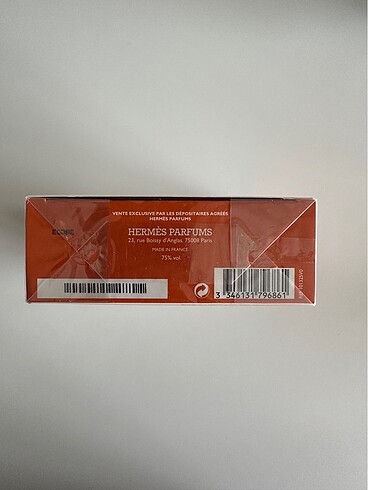 VENTE EXCLUSIVE PAR LES DÉPOSITAIRES AGRÉÉS
HERMÈS PARFUMS
HERMÈS PARFUMS
23, rue Boissy d'Anglas 75008 Paris
MADE IN FRANCE
75% vol.
3 346131 796861